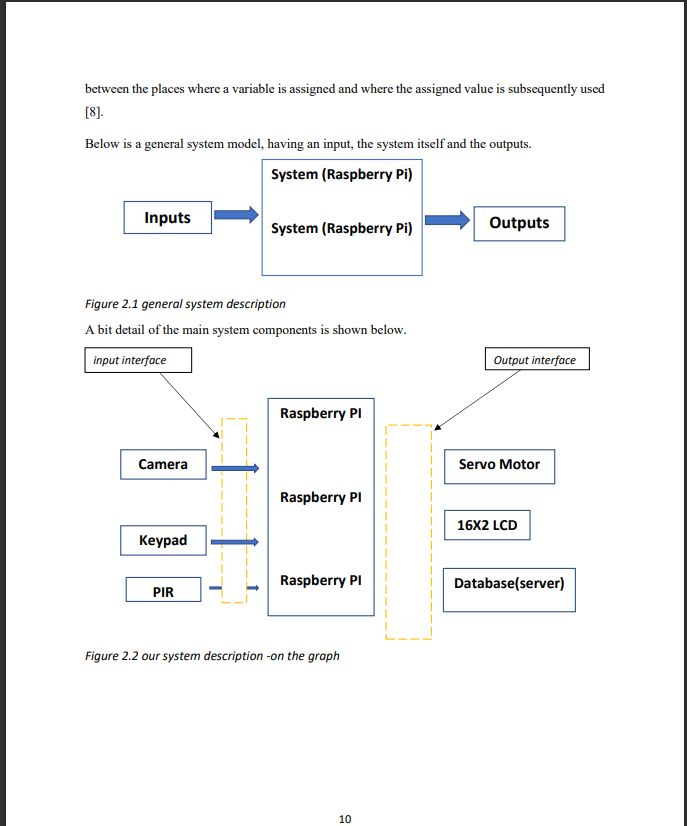 between the places where a variable is assigned and where the assigned value is subsequently used
[8].
Below is a general system model, having an input, the system itself and the outputs.
System (Raspberry Pi)
Inputs
System (Raspberry Pi)
Outputs
Figure 2.1 general system description
A bit detail of the main system components is shown below.
input interface
Output interface
Raspberry PI
Camera
Servo Motor
Raspberry PI
16X2 LCD
Keypad
Raspberry PI
Database(server)
PIR
Figure 2.2 our system description -on the graph
10